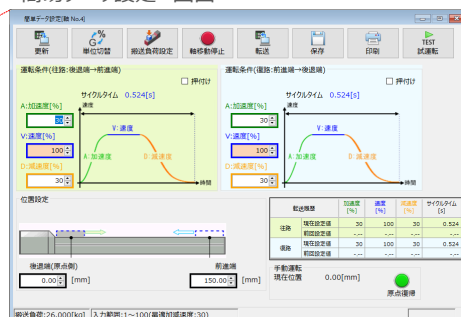 簡単データ設定[軸 No.4]
更新
単位切替
搬送負荷設定
軸移動停止
転送
保存
印刷
TEST
試運転
運転条件(往路:後退端→前進端)
押付け
サイクルタイム 0.524[s]
A:加速度[%]
30
V:速度[%]
100
D:減速度[%]
30
速度
V:速度
A:加速度
D:減速度
時間
運転条件(復路:前進端→後退端)
押付け
サイクルタイム 0.524[s]
A:加速度[%]
30
V:速度[%]
100
D:減速度[%]
30
速度
V:速度
A:加速度
D:減速度
時間
位置設定
後退端(原点側)
0.00 [mm]
前進端
150.00 [mm]
転送履歴 加速度[%] 速度[%] 減速度[%] サイクルタイム[s]
往路 現在設定値 30 100 30 0.524
前回設定値 -.-- -.-- -.-- -.--
復路 現在設定値 30 100 30 0.524
前回設定値 -.-- -.-- -.-- -.--
手動運転
現在位置 0.00[mm]
原点復帰
搬送負荷:26.000[kg] 入力範囲:1~100(最適加減速度:30)